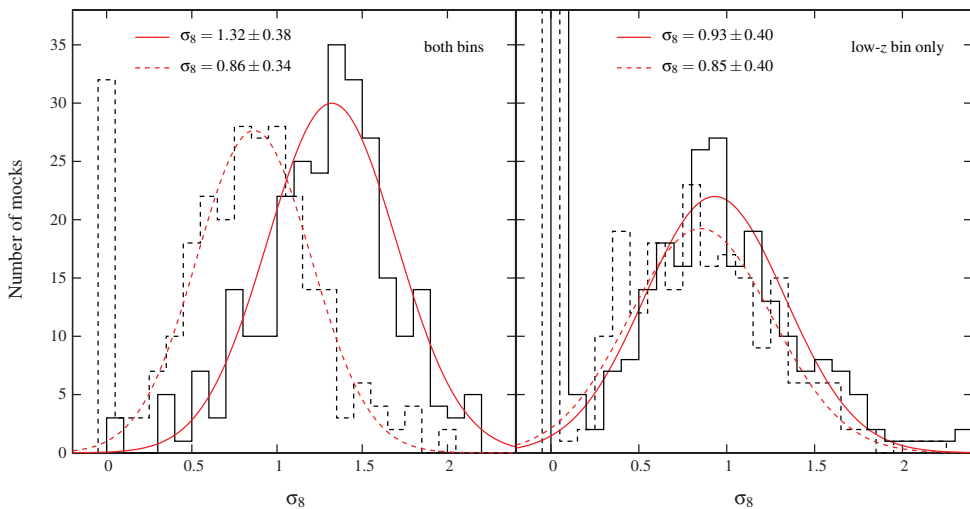 σ₈ = 1.32 ± 0.38
σ₈ = 0.86 ± 0.34
both bins
σ₈ = 0.93 ± 0.40
σ₈ = 0.85 ± 0.40
low-z bin only
Number of mocks
35
30
25
20
15
10
5
0
0 0.5 1 1.5 2
0 0.5 1 1.5 2
σ₈
σ₈